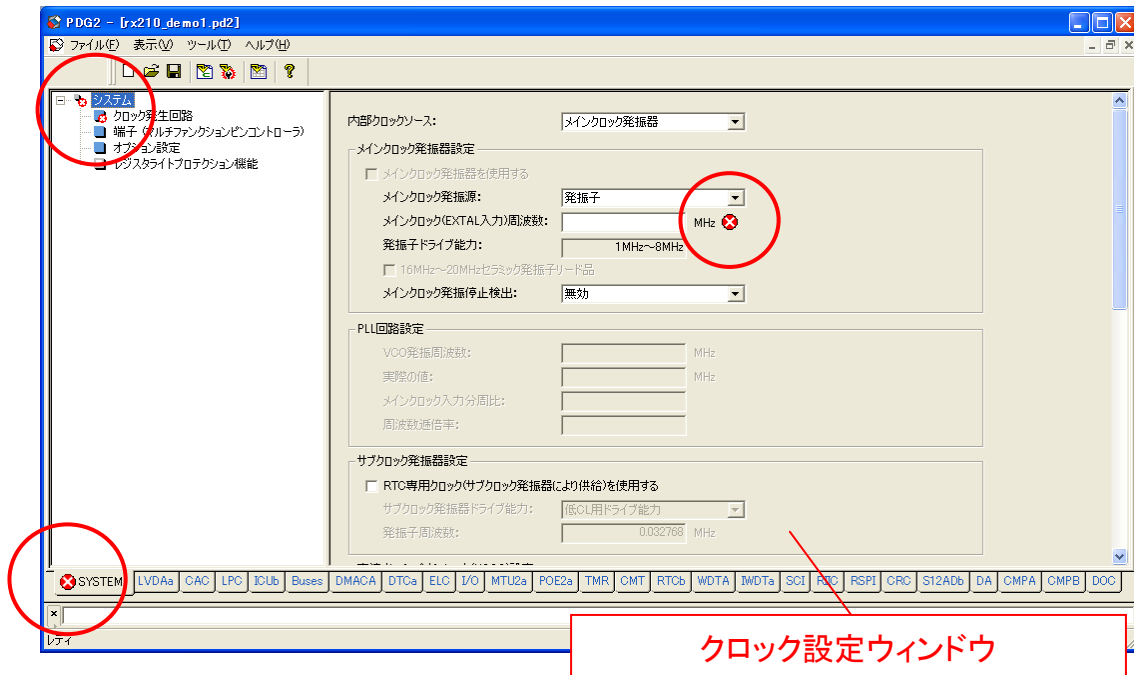 PDG2 - [rx210_demo1.pd2]
ファイル(F) 表示(V) ツール(T) ヘルプ(H)
システム
クロック発生回路
端子 (マルチファンクションピンコントローラ)
オプション設定
レジスタライトプロテクション機能
内部クロックソース: メインクロック発振器
メインクロック発振器設定
メインクロック発振器を使用する
メインクロック発振源: 発振子
メインクロック(EXTAL入力)周波数: MHz
発振子ドライブ能力: 1MHz～8MHz
16MHz～20MHzセラミック発振子リード品
メインクロック発振停止検出: 無効
PLL回路設定
VCO発振周波数: MHz
実際の値: MHz
メインクロック入力分周比:
周波数逓倍率:
サブクロック発振器設定
RTC専用クロック(サブクロック発振器により供給)を使用する
サブクロック発振器ドライブ能力: 低CL用ドライブ能力
発振子周波数: 0.032768 MHz
SYSTEM LVDAa CAC LPC ICUb Buses DMACA DTCa ELC I/O MTU2a POE2a TMR CMT RTCb WDTA IWDTa SCI RIIC RSPI CRC S12ADb DA CMPA CMPB DOC
レディ
クロック設定ウィンドウ